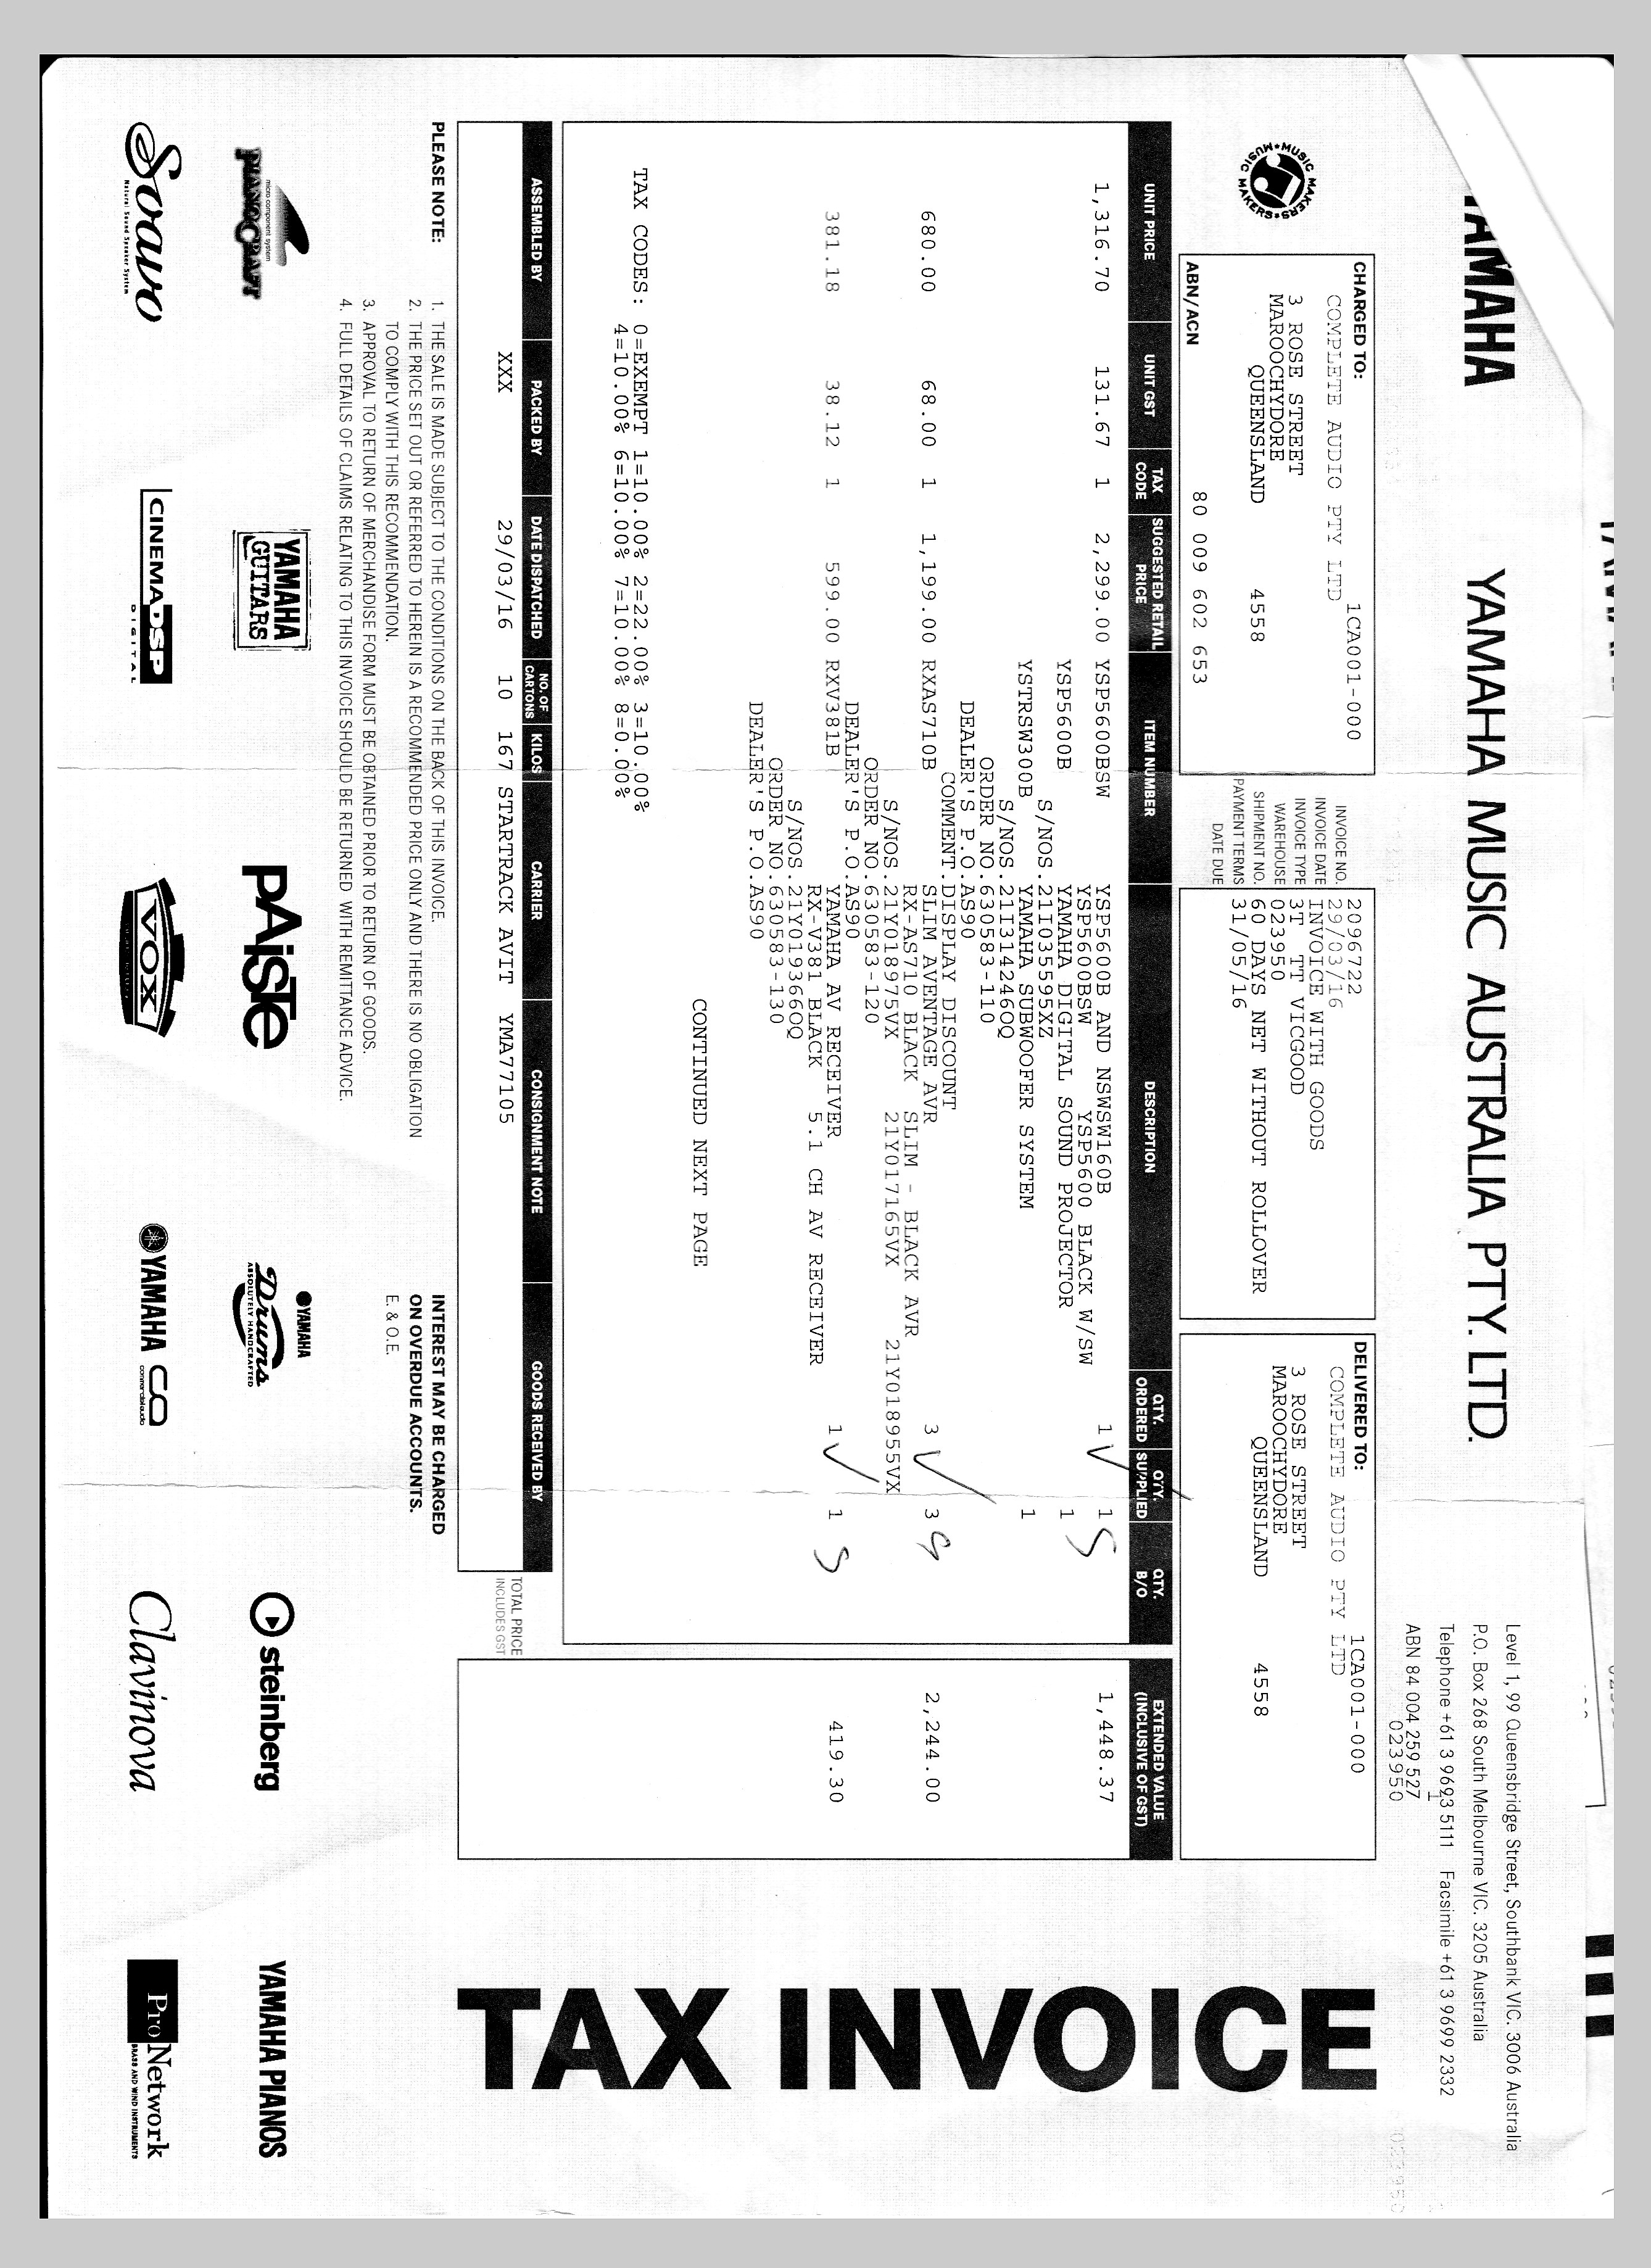 YAMAHA YAMAHA MUSIC AUSTRALIA PTY. LTD.
Level 1, 99 Queensbridge Street, Southbank VIC. 3006 Australia
P.O. Box 268 South Melbourne VIC. 3205 Australia
Telephone +61 3 9693 5111 Facsimile +61 3 9699 2332
ABN 84 004 259 527
1
023950
TAX INVOICE
MUSIC MAKERS MUSIC MAKERS
CHARGED TO: 1CA001-000
COMPLETE AUDIO PTY LTD
3 ROSE STREET
MAROOCHYDORE
QUEENSLAND 4558
ABN/ACN 80 009 602 653
INVOICE NO. 2096722
INVOICE DATE 29/03/16
INVOICE TYPE INVOICE WITH GOODS
WAREHOUSE 3T TT VICGOOD
SHIPMENT NO. 023950
PAYMENT TERMS 60 DAYS NET WITHOUT ROLLOVER
DATE DUE 31/05/16
DELIVERED TO: 1CA001-000
COMPLETE AUDIO PTY LTD
3 ROSE STREET
MAROOCHYDORE
QUEENSLAND 4558
UNIT PRICE UNIT GST TAX CODE SUGGESTED RETAIL PRICE ITEM NUMBER DESCRIPTION QTY. ORDERED QTY. SUPPLIED QTY. B/O EXTENDED VALUE (INCLUSIVE OF GST)
1,316.70 131.67 1 2,299.00 YSP5600BSW YSP5600B AND NSWSW160B 1 1 1,448.37
YSP5600BSW YSP5600 BLACK W/SW
YSP5600B YAMAHA DIGITAL SOUND PROJECTOR 1
S/NOS.21I035595XZ
YSTRSW300B YAMAHA SUBWOOFER SYSTEM 1
S/NOS.21I314246OQ
ORDER NO.630583-110
DEALER'S P.O.AS90
COMMENT.DISPLAY DISCOUNT
680.00 68.00 1 1,199.00 RXAS710B SLIM AVENTAGE AVR 3 3 2,244.00
RX-AS710 BLACK SLIM - BLACK AVR
S/NOS.21Y018975VX 21Y017165VX 21Y018955VX
ORDER NO.630583-120
DEALER'S P.O.AS90
381.18 38.12 1 599.00 RXV381B YAMAHA AV RECEIVER 1 1 419.30
RX-V381 BLACK 5.1 CH AV RECEIVER
S/NOS.21Y019366OQ
ORDER NO.630583-130
DEALER'S P.O.AS90
CONTINUED NEXT PAGE
TAX CODES: 0=EXEMPT 1=10.00% 2=22.00% 3=10.00%
4=10.00% 6=10.00% 7=10.00% 8=0.00%
ASSEMBLED BY PACKED BY DATE DISPATCHED NO. OF CARTONS KILOS CARRIER CONSIGNMENT NOTE GOODS RECEIVED BY
XXX 29/03/16 10 167 STARTRACK AVIT YMA77105
TOTAL PRICE
INCLUDES GST
PLEASE NOTE:
1. THE SALE IS MADE SUBJECT TO THE CONDITIONS ON THE BACK OF THIS INVOICE.
2. THE PRICE SET OUT OR REFERRED TO HEREIN IS A RECOMMENDED PRICE ONLY AND THERE IS NO OBLIGATION
TO COMPLY WITH THIS RECOMMENDATION.
3. APPROVAL TO RETURN OF MERCHANDISE FORM MUST BE OBTAINED PRIOR TO RETURN OF GOODS.
4. FULL DETAILS OF CLAIMS RELATING TO THIS INVOICE SHOULD BE RETURNED WITH REMITTANCE ADVICE.
INTEREST MAY BE CHARGED
ON OVERDUE ACCOUNTS.
E. & O.E.
micro component system
PIANOCRAFT
YAMAHA GUITARS
PAiSTe
YAMAHA
Drums
ABSOLUTELY HANDCRAFTED
steinberg
YAMAHA PIANOS
Soavo
Natural Sound Speaker System
CINEMA DSP
DIGITAL
VOX
YAMAHA
commercial audio
Clavinova
Pro Network
BRASS AND WIND INSTRUMENTS